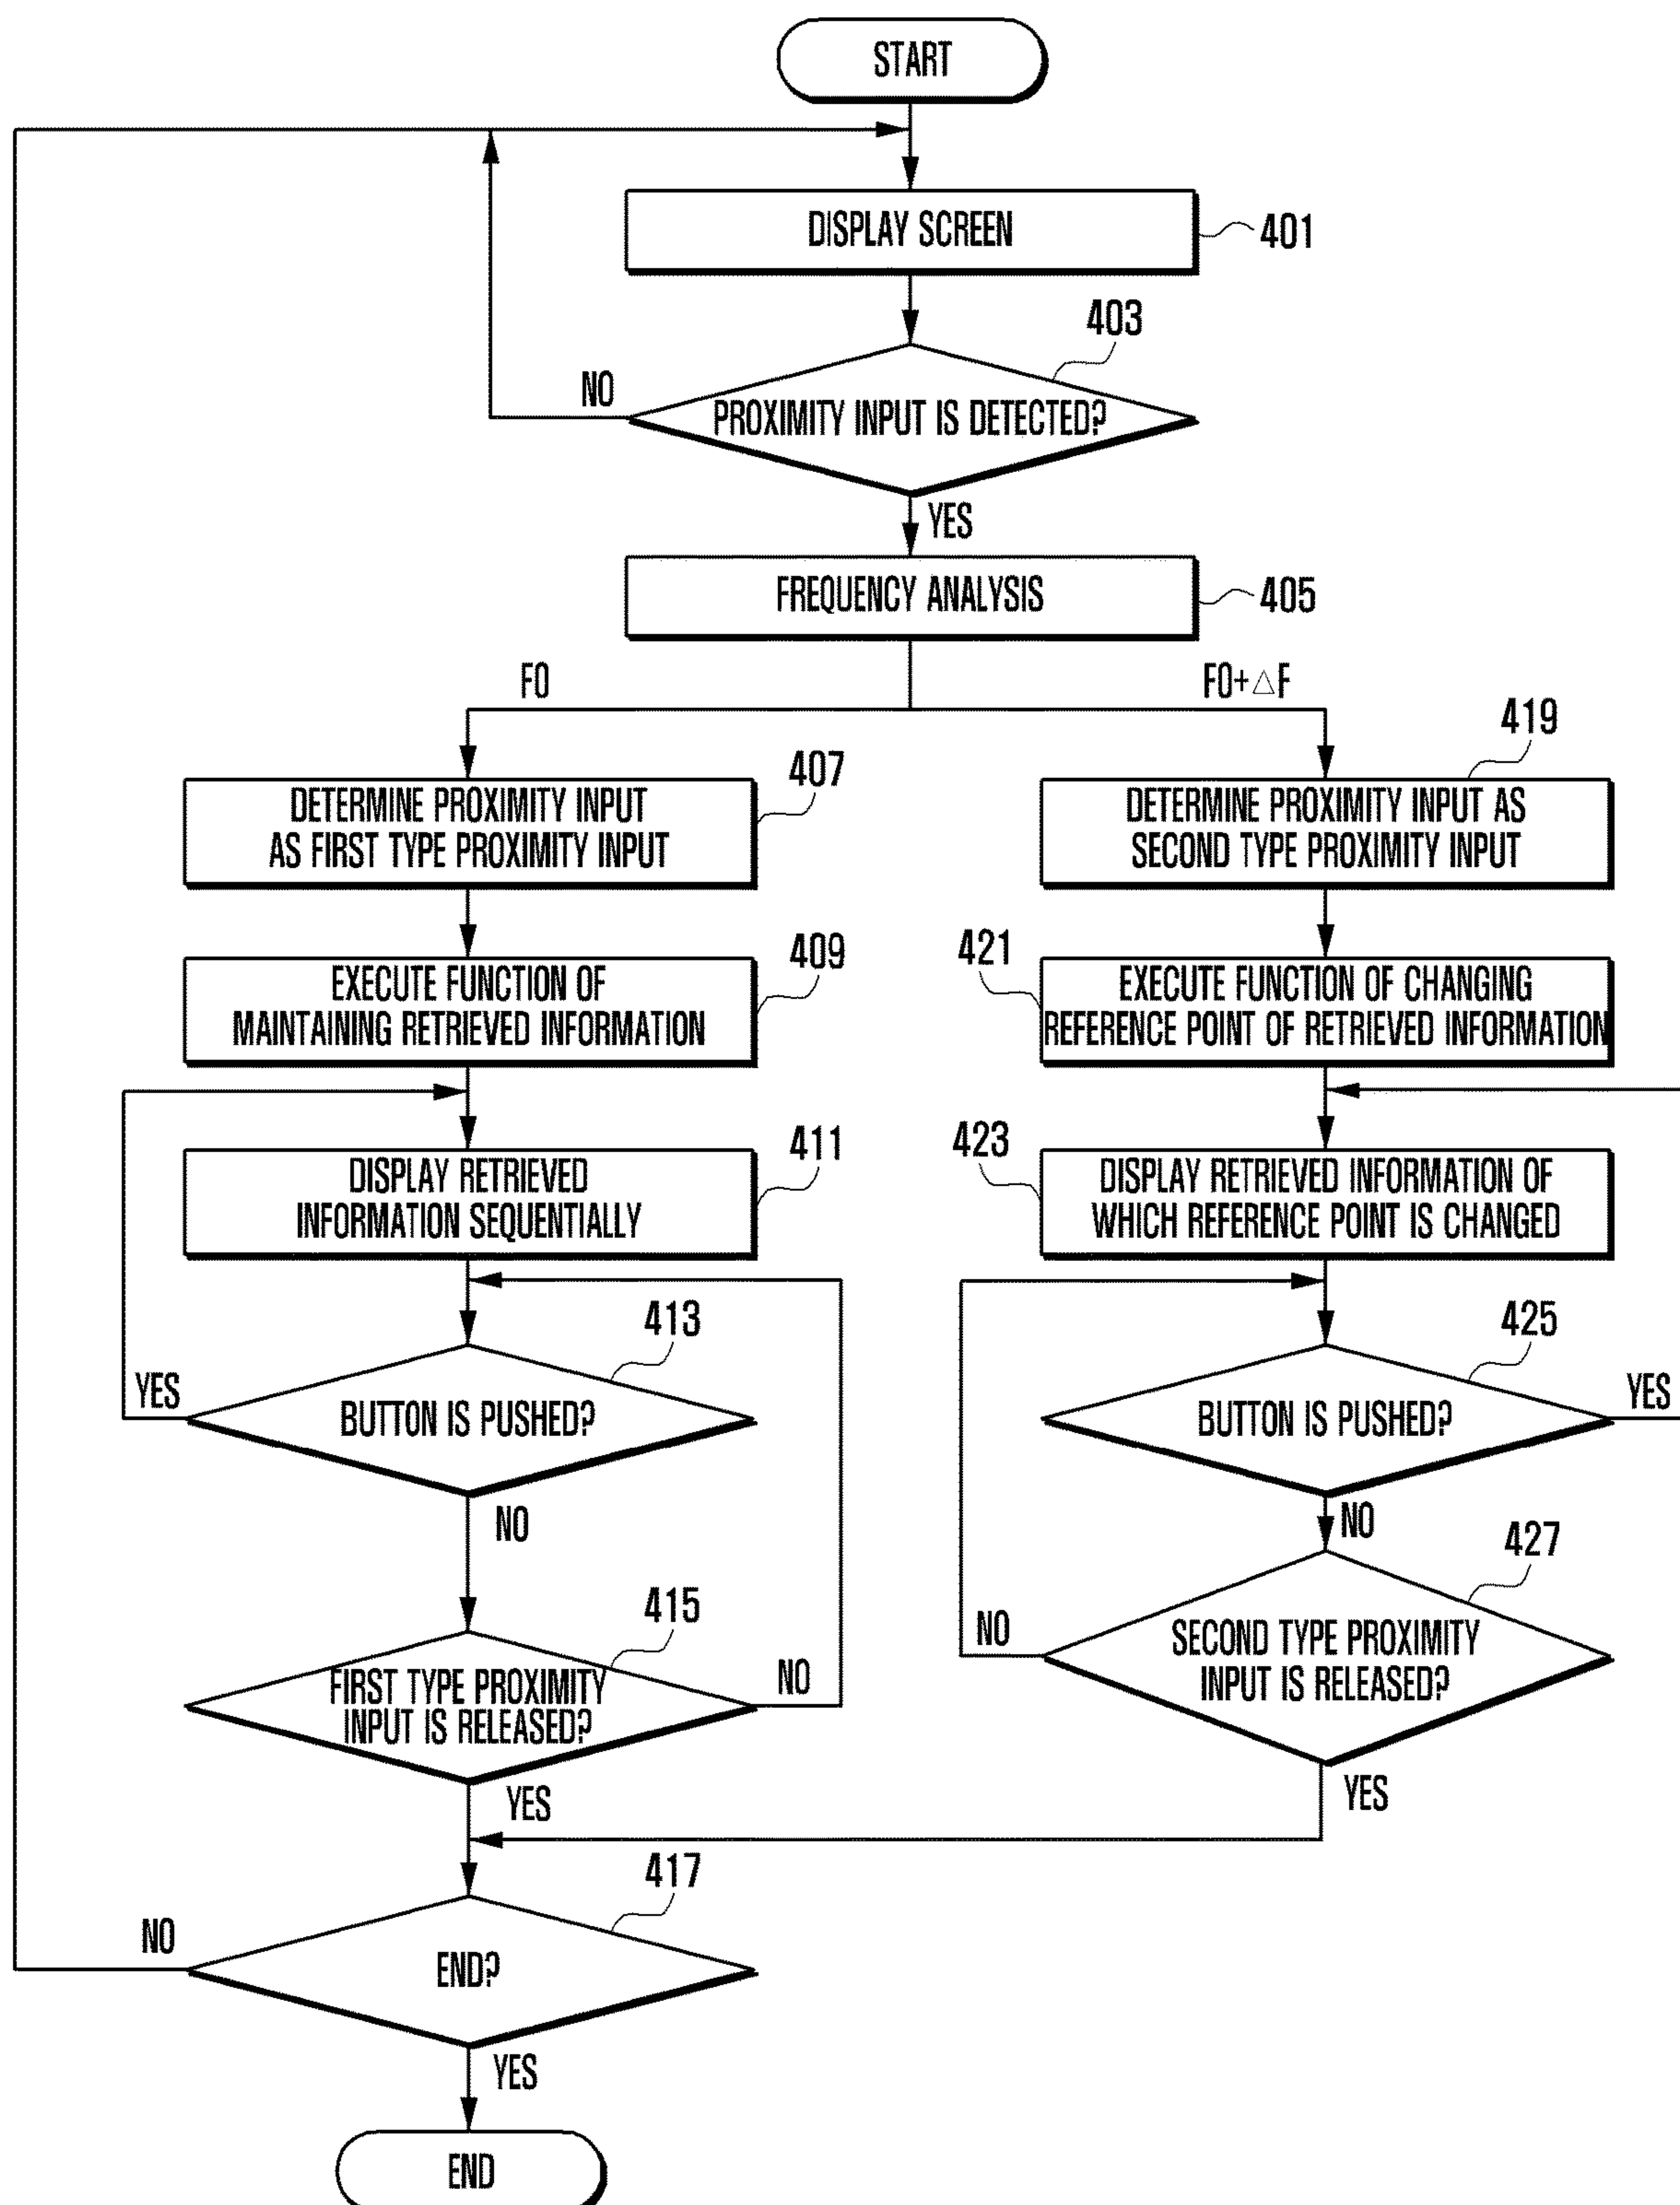 START
DISPLAY SCREEN
401
403
NO
PROXIMITY INPUT IS DETECTED?
YES
FREQUENCY ANALYSIS
405
F0
F0+△F
407
DETERMINE PROXIMITY INPUT
AS FIRST TYPE PROXIMITY INPUT
419
DETERMINE PROXIMITY INPUT AS
SECOND TYPE PROXIMITY INPUT
409
EXECUTE FUNCTION OF
MAINTAINING RETRIEVED INFORMATION
421
EXECUTE FUNCTION OF CHANGING
REFERENCE POINT OF RETRIEVED INFORMATION
411
DISPLAY RETRIEVED
INFORMATION SEQUENTIALLY
423
DISPLAY RETRIEVED INFORMATION OF
WHICH REFERENCE POINT IS CHANGED
413
YES
BUTTON IS PUSHED?
NO
425
BUTTON IS PUSHED?
YES
NO
415
FIRST TYPE PROXIMITY
INPUT IS RELEASED?
NO
YES
427
NO
SECOND TYPE PROXIMITY
INPUT IS RELEASED?
YES
417
NO
END?
YES
END